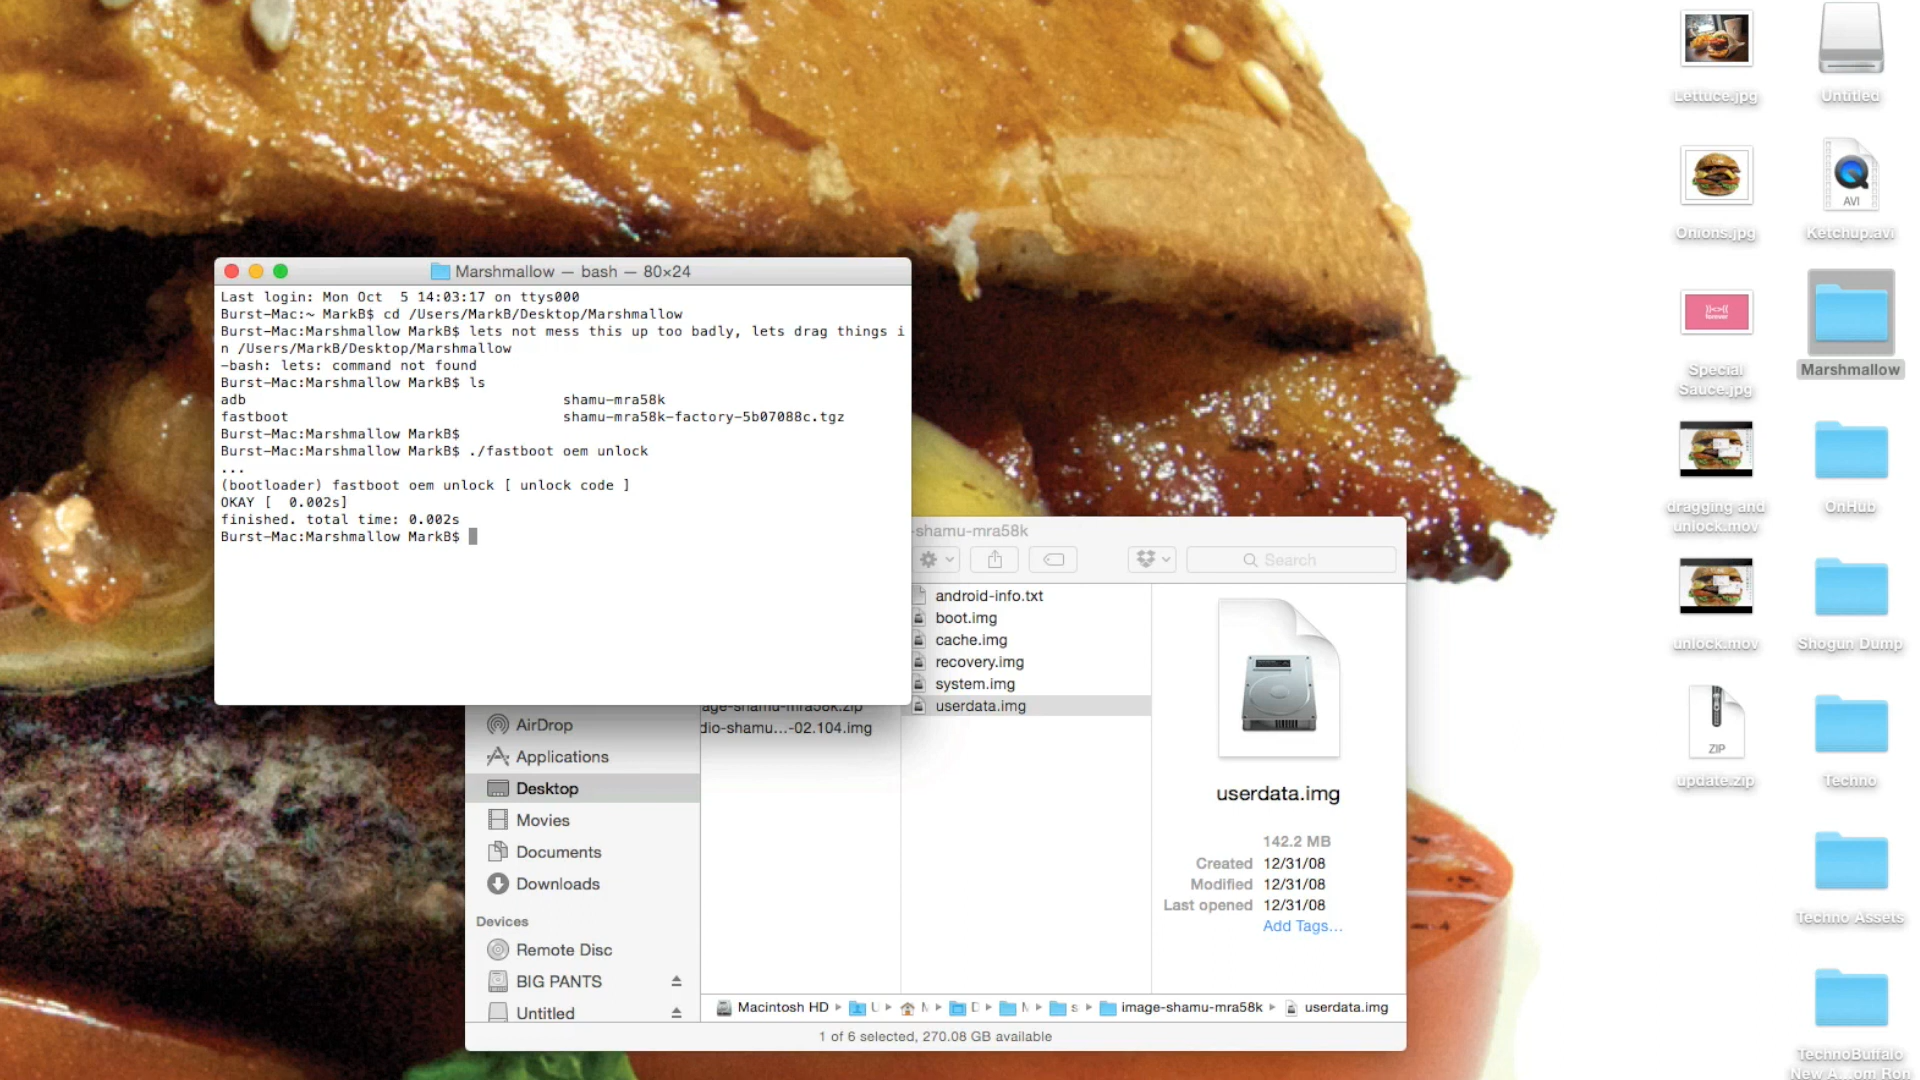 Marshmallow — bash — 80×24
Last login: Mon Oct  5 14:03:17 on ttys000
Burst-Mac:~ MarkB$ cd /Users/MarkB/Desktop/Marshmallow
Burst-Mac:Marshmallow MarkB$ lets not mess this up too badly, lets drag things i
n /Users/MarkB/Desktop/Marshmallow
-bash: lets: command not found
Burst-Mac:Marshmallow MarkB$ ls
adb shamu-mra58k
fastboot shamu-mra58k-factory-5b07088c.tgz
Burst-Mac:Marshmallow MarkB$
Burst-Mac:Marshmallow MarkB$ ./fastboot oem unlock
...
(bootloader) fastboot oem unlock [ unlock code ]
OKAY [  0.002s]
finished. total time: 0.002s
Burst-Mac:Marshmallow MarkB$
-shamu-mra58k
Search
AirDrop
Applications
Desktop
Movies
Documents
Downloads
Devices
Remote Disc
BIG PANTS
Untitled
age-shamu-mra58k.zip
dio-shamu...-02.104.img
android-info.txt
boot.img
cache.img
recovery.img
system.img
userdata.img
userdata.img
142.2 MB
Created 12/31/08
Modified 12/31/08
Last opened 12/31/08
Add Tags...
Macintosh HD image-shamu-mra58k userdata.img
1 of 6 selected, 270.08 GB available
Lettuce.jpg
Onions.jpg
forever
Special
Sauce.jpg
dragging and
unlock.mov
unlock.mov
ZIP
update.zip
Untitled
AVI
Ketchup.avi
Marshmallow
OnHub
Shogun Dump
Techno
Techno Assets
TechnoBuffalo
New A...om Ron